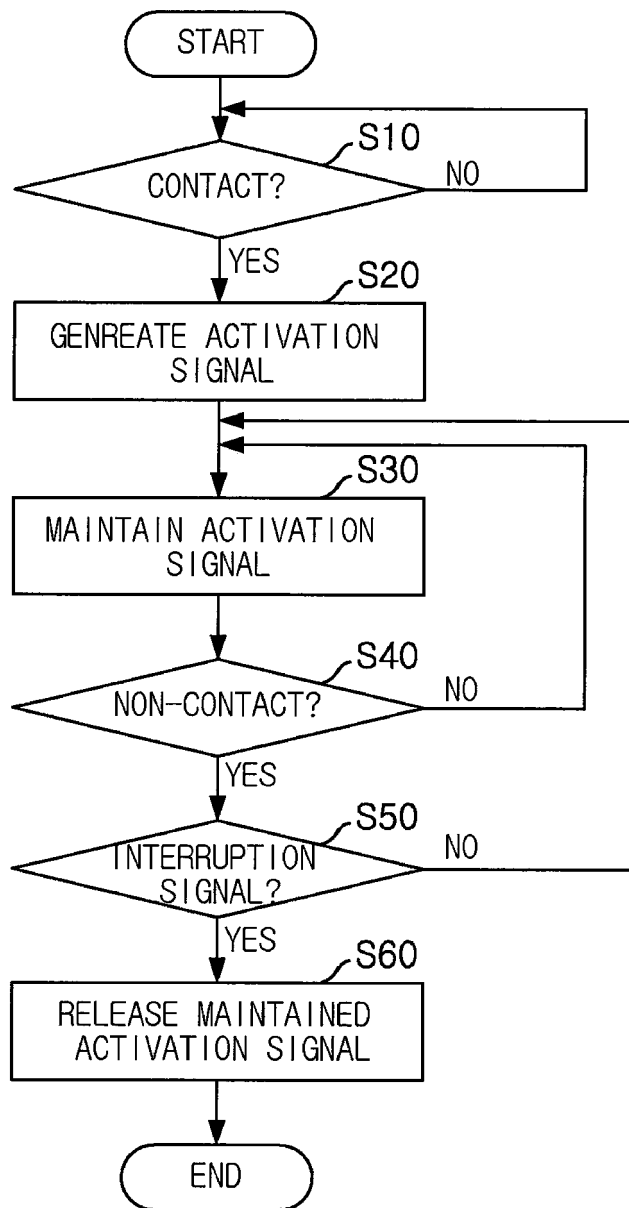 START
S10
CONTACT?
NO
YES
S20
GENREATE ACTIVATION
SIGNAL
S30
MAINTAIN ACTIVATION
SIGNAL
S40
NON-CONTACT?
NO
YES
S50
INTERRUPTION
SIGNAL?
NO
YES
S60
RELEASE MAINTAINED
ACTIVATION SIGNAL
END